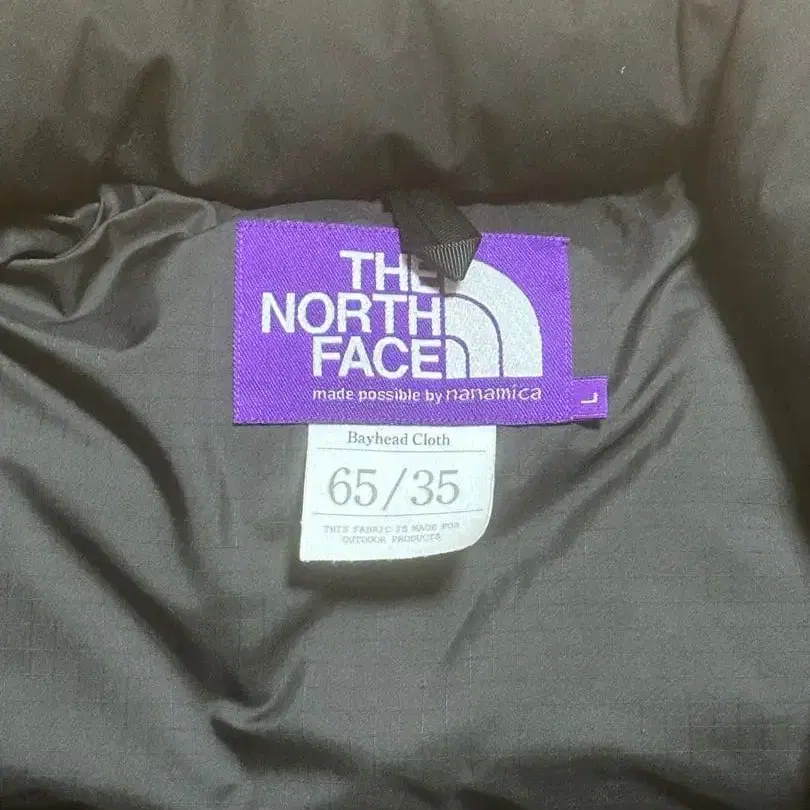 THE
NORTH
FACE
made possible by nanamica
L
Bayhead Cloth
65/35
THIS FABRIC IS MADE FOR
OUTDOOR PRODUCTS